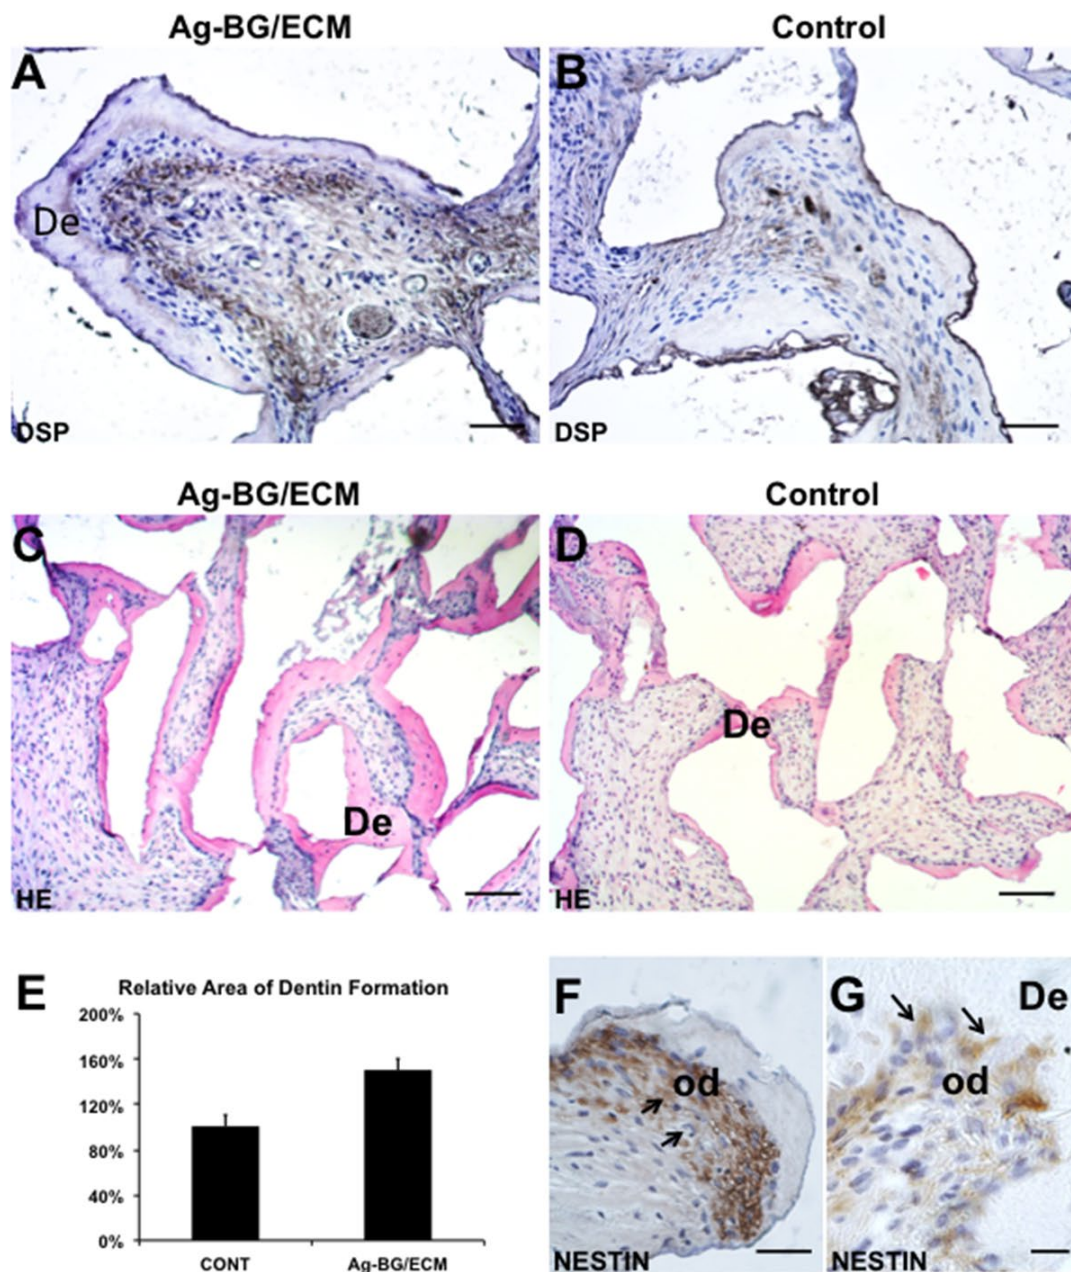 Ag-BG/ECM Control
A B
De
DSP DSP
Ag-BG/ECM Control
C D
De
De
HE HE
E F G De
Relative Area of Dentin Formation
200%
160%
120%
80%
40%
0%
CONT Ag-BG/ECM
od od
NESTIN NESTIN